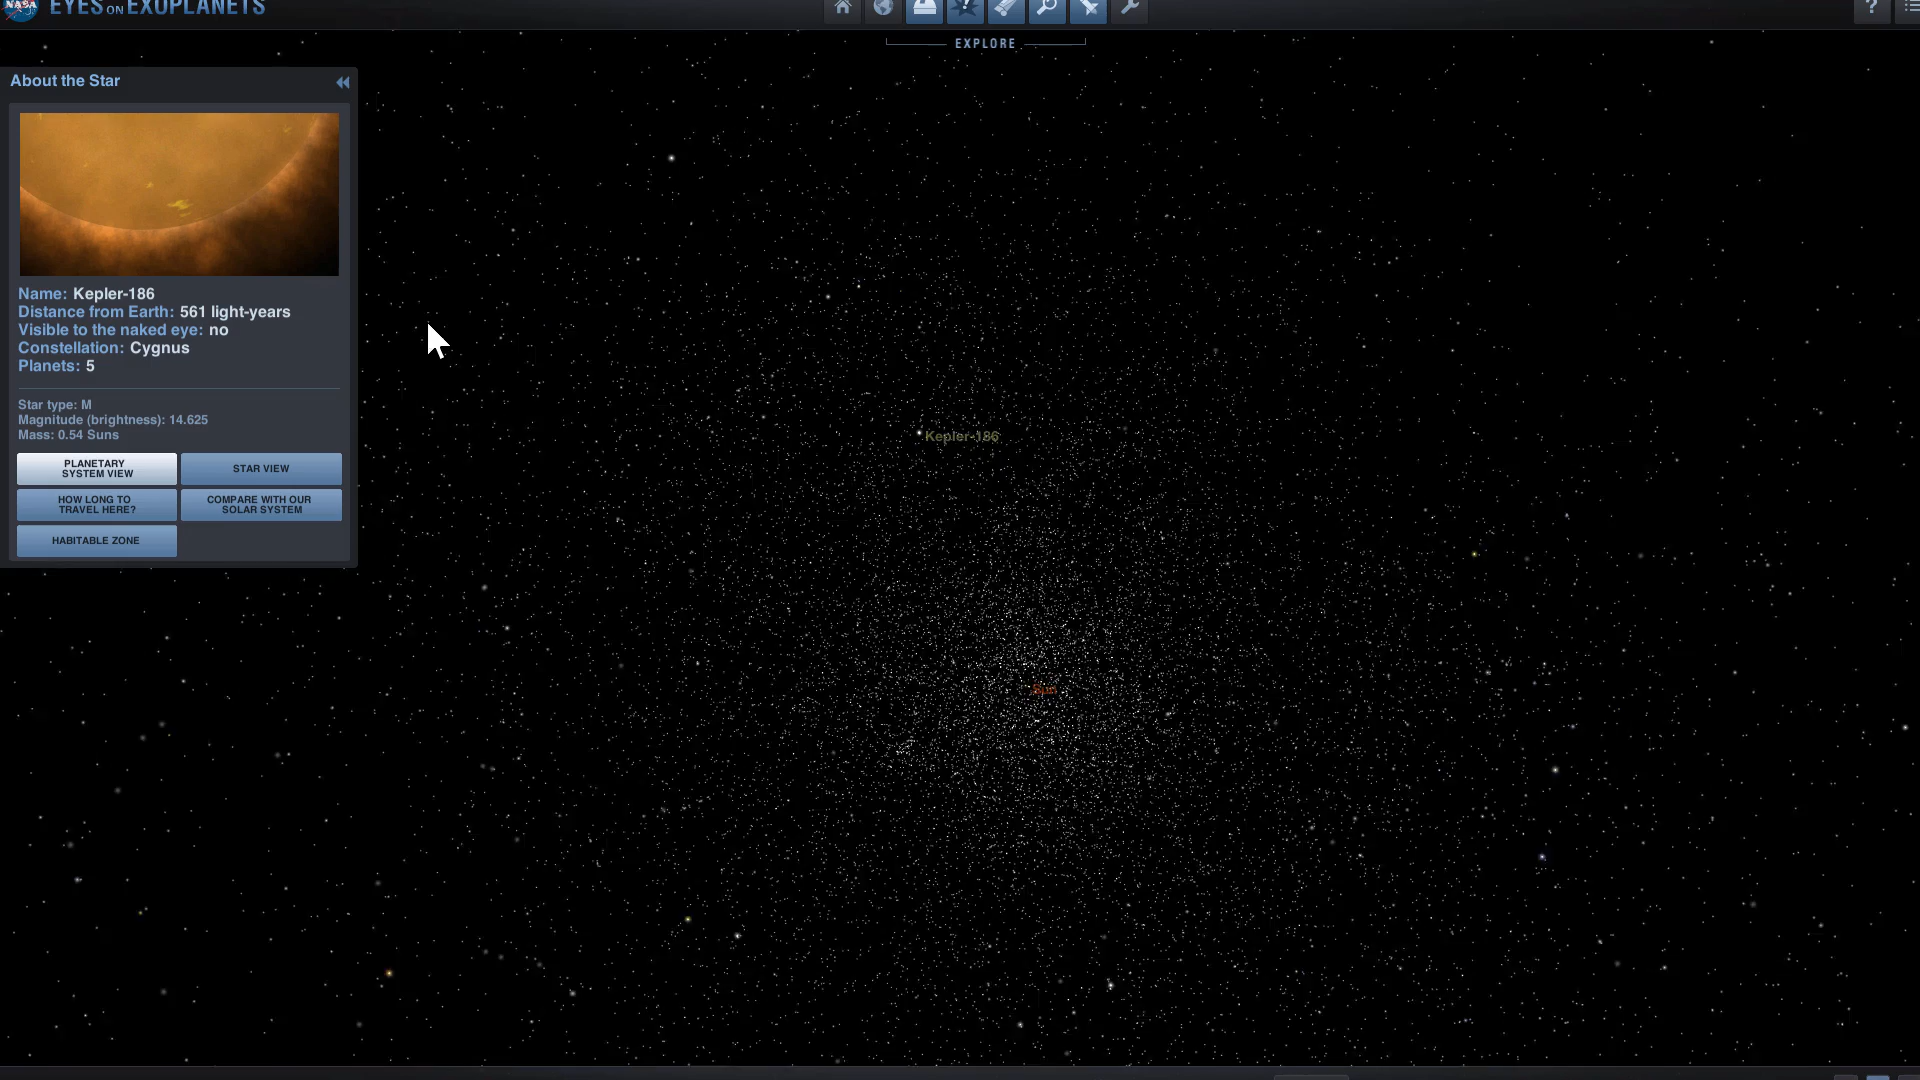 NASA
EYES ON EXOPLANETS
?
EXPLORE
About the Star
Name: Kepler-186
Distance from Earth: 561 light-years
Visible to the naked eye: no
Constellation: Cygnus
Planets: 5
Star type: M
Magnitude (brightness): 14.625
Mass: 0.54 Suns
PLANETARY
SYSTEM VIEW
STAR VIEW
HOW LONG TO
TRAVEL HERE?
COMPARE WITH OUR
SOLAR SYSTEM
HABITABLE ZONE
Kepler-186
Sun